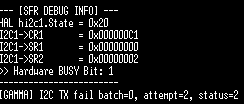 --- [SFR DEBUG INFO] ---
HAL hi2c1.State = 0x20
I2C1->CR1       = 0x000000C1
I2C1->SR1       = 0x00000000
I2C1->SR2       = 0x00000002
>> Hardware BUSY Bit: 1
------------------------------
[GAMMA] I2C TX fail batch=0, attempt=2, status=2